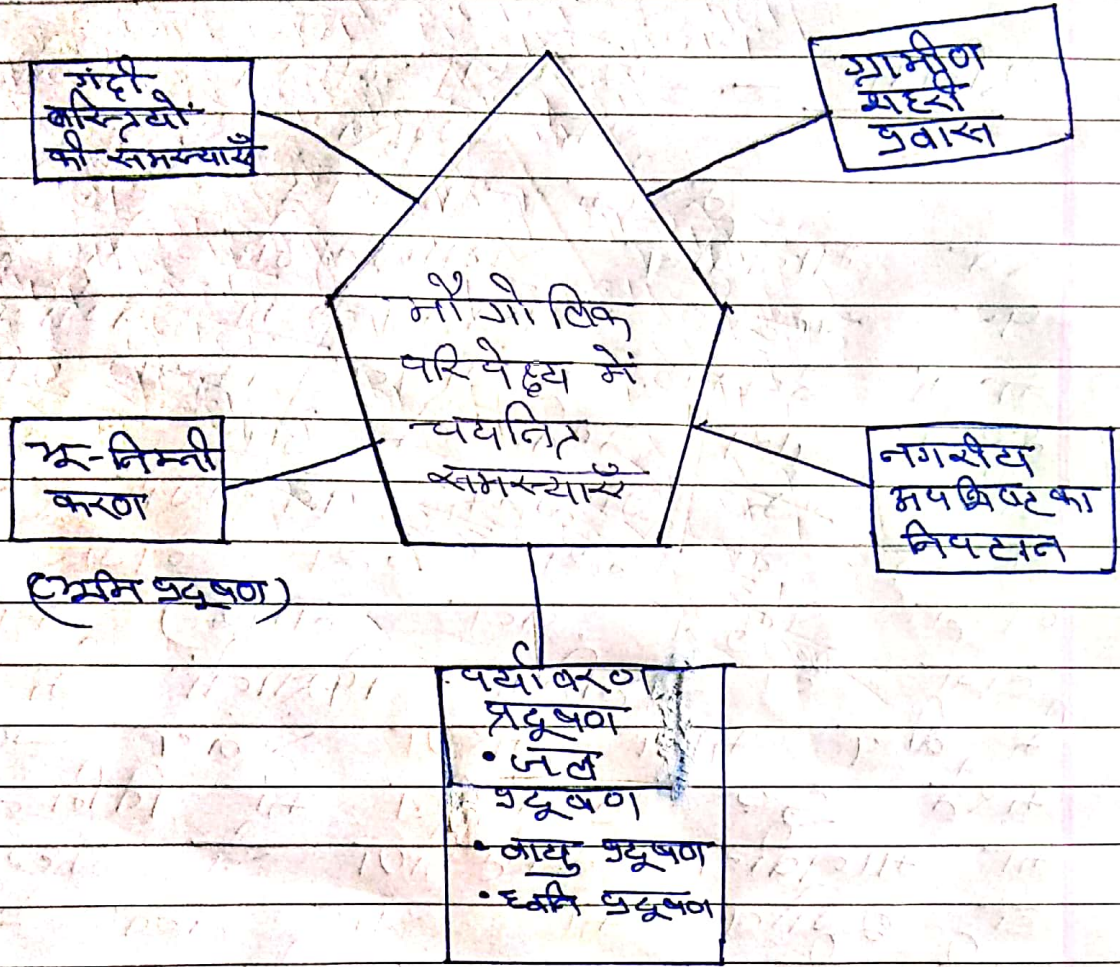 गंदी
बस्तियों
की समस्याएँ
ग्रामीण
शहरी
प्रवास
भौगोलिक
परिपेक्ष्य में
चयनित
समस्याएँ
भू-निम्नी
करण
(भूमि प्रदूषण)
नगरीय
अपशिष्ट का
निपटान
पर्यावरण
प्रदूषण
• जल
प्रदूषण
• वायु प्रदूषण
• ध्वनि प्रदूषण